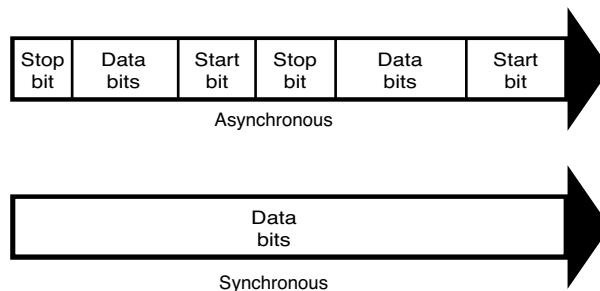 Stop
bit
Data
bits
Start
bit
Stop
bit
Data
bits
Start
bit
Asynchronous
Data
bits
Synchronous